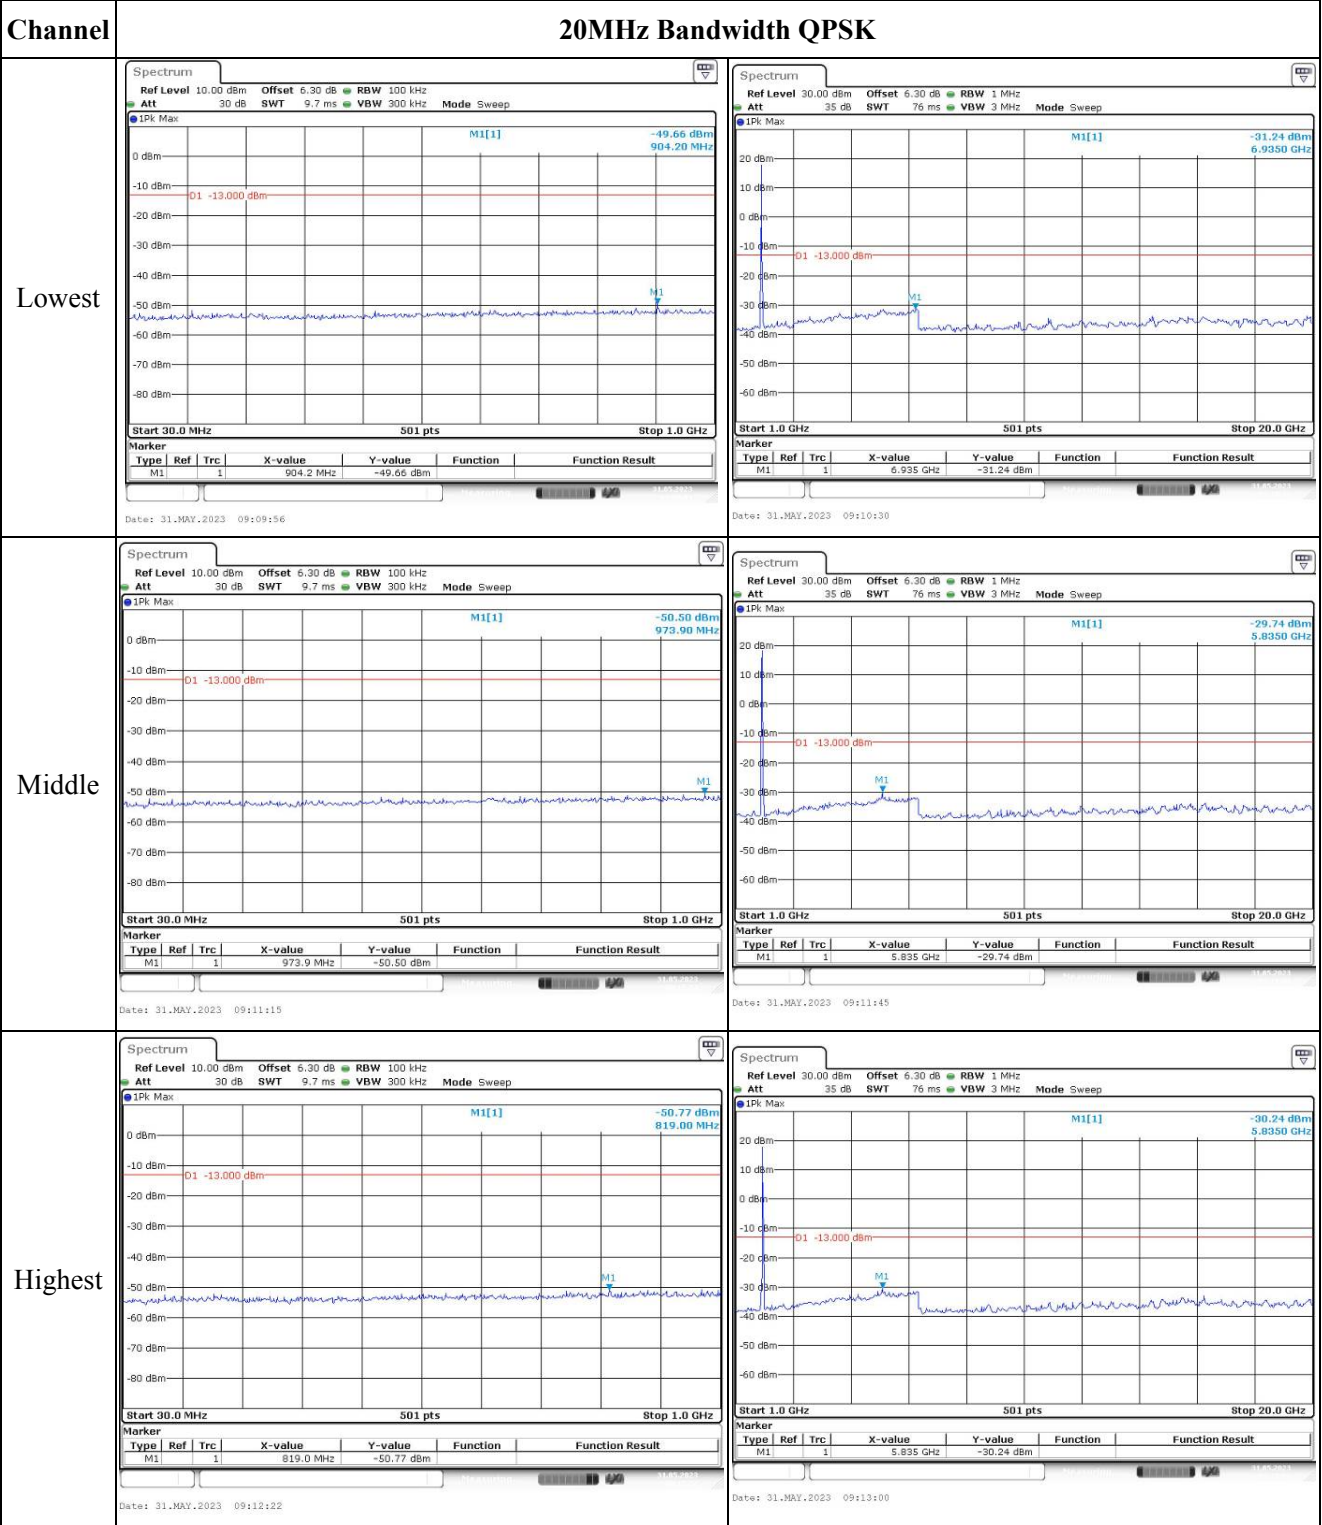 Channel 20MHz Bandwidth QPSK
Lowest
Spectrum
Ref Level 10.00 dBm Offset 6.30 dB RBW 100 kHz
Att 30 dB SWT 9.7 ms VBW 300 kHz Mode Sweep
1Pk Max
M1[1] -49.66 dBm
904.20 MHz
0 dBm
-10 dBm
D1 -13.000 dBm
-20 dBm
-30 dBm
-40 dBm
M1
-50 dBm
-60 dBm
-70 dBm
-80 dBm
Start 30.0 MHz 501 pts Stop 1.0 GHz
Marker
Type Ref Trc X-value Y-value Function Function Result
M1 1 904.2 MHz -49.66 dBm
Date: 31.MAY.2023 09:09:56
Spectrum
Ref Level 30.00 dBm Offset 6.30 dB RBW 1 MHz
Att 35 dB SWT 76 ms VBW 3 MHz Mode Sweep
1Pk Max
M1[1] -31.24 dBm
6.9350 GHz
20 dBm
10 dBm
0 dBm
-10 dBm
D1 -13.000 dBm
-20 dBm
M1
-30 dBm
-40 dBm
-50 dBm
-60 dBm
Start 1.0 GHz 501 pts Stop 20.0 GHz
Marker
Type Ref Trc X-value Y-value Function Function Result
M1 1 6.935 GHz -31.24 dBm
Date: 31.MAY.2023 09:10:30
Middle
Spectrum
Ref Level 10.00 dBm Offset 6.30 dB RBW 100 kHz
Att 30 dB SWT 9.7 ms VBW 300 kHz Mode Sweep
1Pk Max
M1[1] -50.50 dBm
973.90 MHz
0 dBm
-10 dBm
D1 -13.000 dBm
-20 dBm
-30 dBm
-40 dBm
M1
-50 dBm
-60 dBm
-70 dBm
-80 dBm
Start 30.0 MHz 501 pts Stop 1.0 GHz
Marker
Type Ref Trc X-value Y-value Function Function Result
M1 1 973.9 MHz -50.50 dBm
Date: 31.MAY.2023 09:11:15
Spectrum
Ref Level 30.00 dBm Offset 6.30 dB RBW 1 MHz
Att 35 dB SWT 76 ms VBW 3 MHz Mode Sweep
1Pk Max
M1[1] -29.74 dBm
5.8350 GHz
20 dBm
10 dBm
0 dBm
-10 dBm
D1 -13.000 dBm
-20 dBm
M1
-30 dBm
-40 dBm
-50 dBm
-60 dBm
Start 1.0 GHz 501 pts Stop 20.0 GHz
Marker
Type Ref Trc X-value Y-value Function Function Result
M1 1 5.835 GHz -29.74 dBm
Date: 31.MAY.2023 09:11:45
Highest
Spectrum
Ref Level 10.00 dBm Offset 6.30 dB RBW 100 kHz
Att 30 dB SWT 9.7 ms VBW 300 kHz Mode Sweep
1Pk Max
M1[1] -50.77 dBm
819.00 MHz
0 dBm
-10 dBm
D1 -13.000 dBm
-20 dBm
-30 dBm
-40 dBm
M1
-50 dBm
-60 dBm
-70 dBm
-80 dBm
Start 30.0 MHz 501 pts Stop 1.0 GHz
Marker
Type Ref Trc X-value Y-value Function Function Result
M1 1 819.0 MHz -50.77 dBm
Date: 31.MAY.2023 09:12:22
Spectrum
Ref Level 30.00 dBm Offset 6.30 dB RBW 1 MHz
Att 35 dB SWT 76 ms VBW 3 MHz Mode Sweep
1Pk Max
M1[1] -30.24 dBm
5.8350 GHz
20 dBm
10 dBm
0 dBm
-10 dBm
D1 -13.000 dBm
-20 dBm
M1
-30 dBm
-40 dBm
-50 dBm
-60 dBm
Start 1.0 GHz 501 pts Stop 20.0 GHz
Marker
Type Ref Trc X-value Y-value Function Function Result
M1 1 5.835 GHz -30.24 dBm
Date: 31.MAY.2023 09:13:00